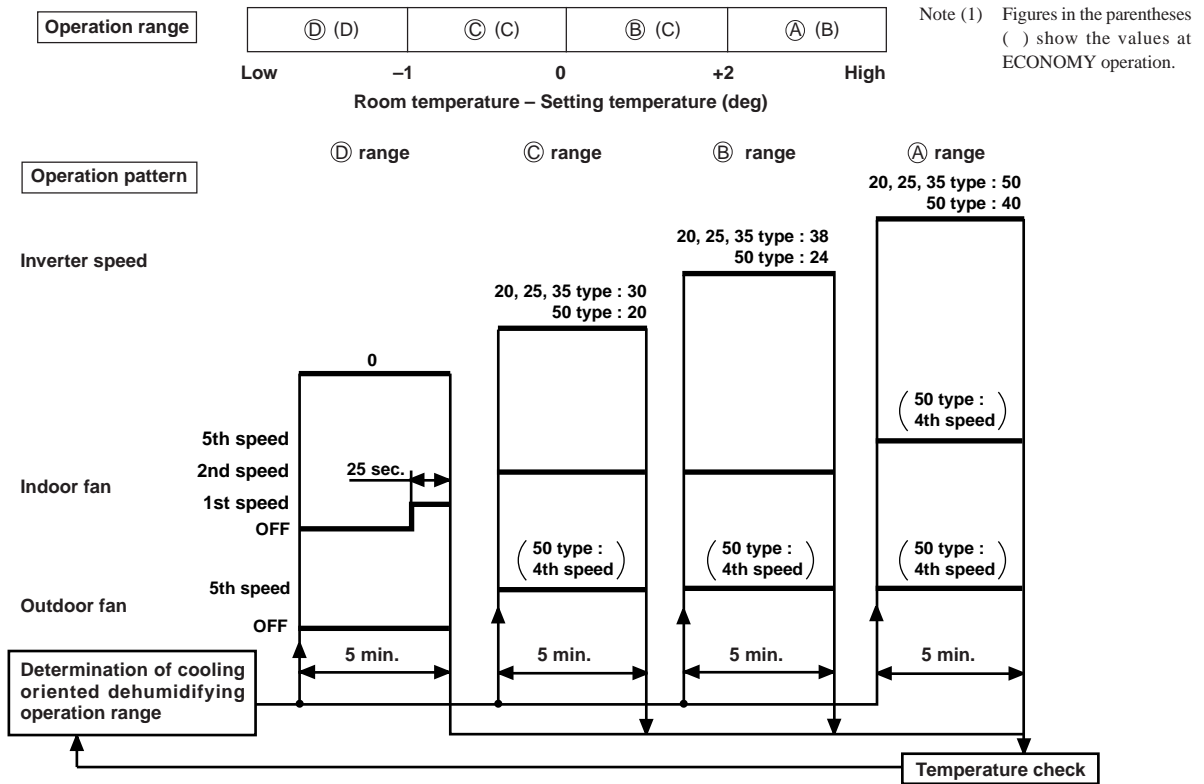 Operation range
Ⓓ (D) Ⓒ (C) Ⓑ (C) Ⓐ (B)
Low –1 0 +2 High
Room temperature – Setting temperature (deg)
Note (1) Figures in the parentheses
( ) show the values at
ECONOMY operation.
Operation pattern
Ⓓ range Ⓒ range Ⓑ range Ⓐ range
20, 25, 35 type : 50
50 type : 40
20, 25, 35 type : 38
50 type : 24
Inverter speed
20, 25, 35 type : 30
50 type : 20
0
(50 type :
4th speed)
5th speed
2nd speed
25 sec.
Indoor fan
1st speed
OFF
(50 type :
4th speed)
(50 type :
4th speed)
(50 type :
4th speed)
5th speed
Outdoor fan
OFF
5 min. 5 min. 5 min. 5 min.
Determination of cooling
oriented dehumidifying
operation range
Temperature check